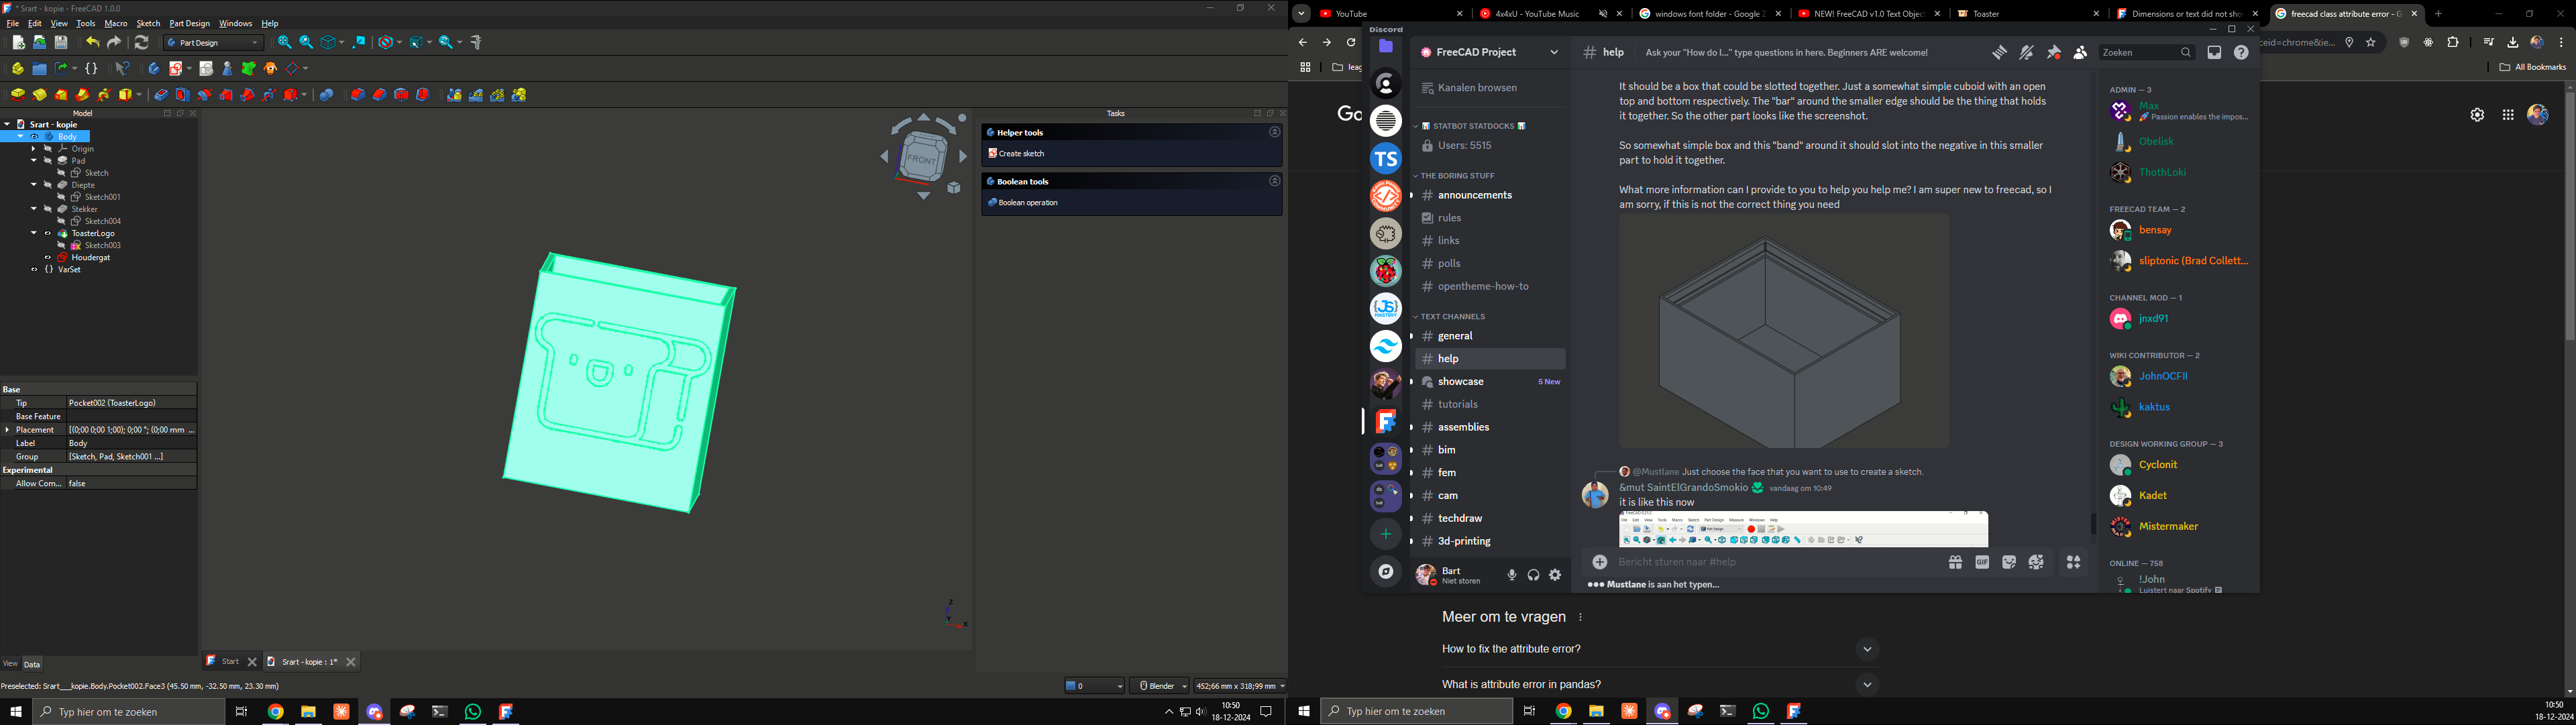 * Srart - kopie - FreeCAD 1.0.0
File Edit View Tools Macro Sketch Part Design Windows Help
Part Design
Model
Srart - kopie
Body
Origin
Pad
Sketch
Diepte
Sketch001
Stekker
Sketch004
ToasterLogo
Sketch003
Houdergat
VarSet
Base
Tip Pocket002 (ToasterLogo)
Base Feature
Placement [(0;00 0;00 1;00); 0;00 °; (0;00 mm ...
Label Body
Group [Sketch, Pad, Sketch001 ...]
Experimental
Allow Com... false
View Data
FRONT
Z
X
Tasks
Helper tools
Create sketch
Boolean tools
Boolean operation
Start
Srart - kopie : 1*
Preselected: Srart___kopie.Body.Pocket002.Face3 (45.50 mm, -32.50 mm, 23.30 mm)
0
Blender
452;66 mm x 318;99 mm
Typ hier om te zoeken
10:50
18-12-2024
YouTube
4x4xU - YouTube Music
windows font folder - Google Z
NEW! FreeCAD v1.0 Text Object
Toaster
Dimensions or text did not sho
freecad class attribute error - G
ceid=chrome&ie...
leag
All Bookmarks
Go
Discord
FreeCAD Project
help
Ask your "How do I..." type questions in here. Beginners ARE welcome!
Zoeken
Kanalen browsen
STATBOT STATDOCKS
Users: 5515
THE BORING STUFF
announcements
rules
links
polls
opentheme-how-to
TEXT CHANNELS
general
help
showcase 5 New
tutorials
assemblies
bim
fem
cam
techdraw
3d-printing
Bart
Niet storen
TS
JS
MASTERY
It should be a box that could be slotted together. Just a somewhat simple cuboid with an open
top and bottom respectively. The "bar" around the smaller edge should be the thing that holds
it together. So the other part looks like the screenshot.
So somewhat simple box and this "band" around it should slot into the negative in this smaller
part to hold it together.
What more information can I provide to you to help you help me? I am super new to freecad, so I
am sorry, if this is not the correct thing you need
@Mustlane Just choose the face that you want to use to create a sketch.
&mut SaintElGrandoSmokio vandaag om 10:49
it is like this now
Bericht sturen naar #help
GIF
Mustlane is aan het typen...
ADMIN — 3
Max
Passion enables the impos...
Obelisk
ThothLoki
FREECAD TEAM — 2
bensay
sliptonic (Brad Collett...
CHANNEL MOD — 1
jnxd91
WIKI CONTRIBUTOR — 2
JohnOCFII
kaktus
DESIGN WORKING GROUP — 3
Cyclonit
Kadet
Mistermaker
ONLINE — 758
!John
Luistert naar Spotify
Meer om te vragen
How to fix the attribute error?
What is attribute error in pandas?
Typ hier om te zoeken
10:50
18-12-2024